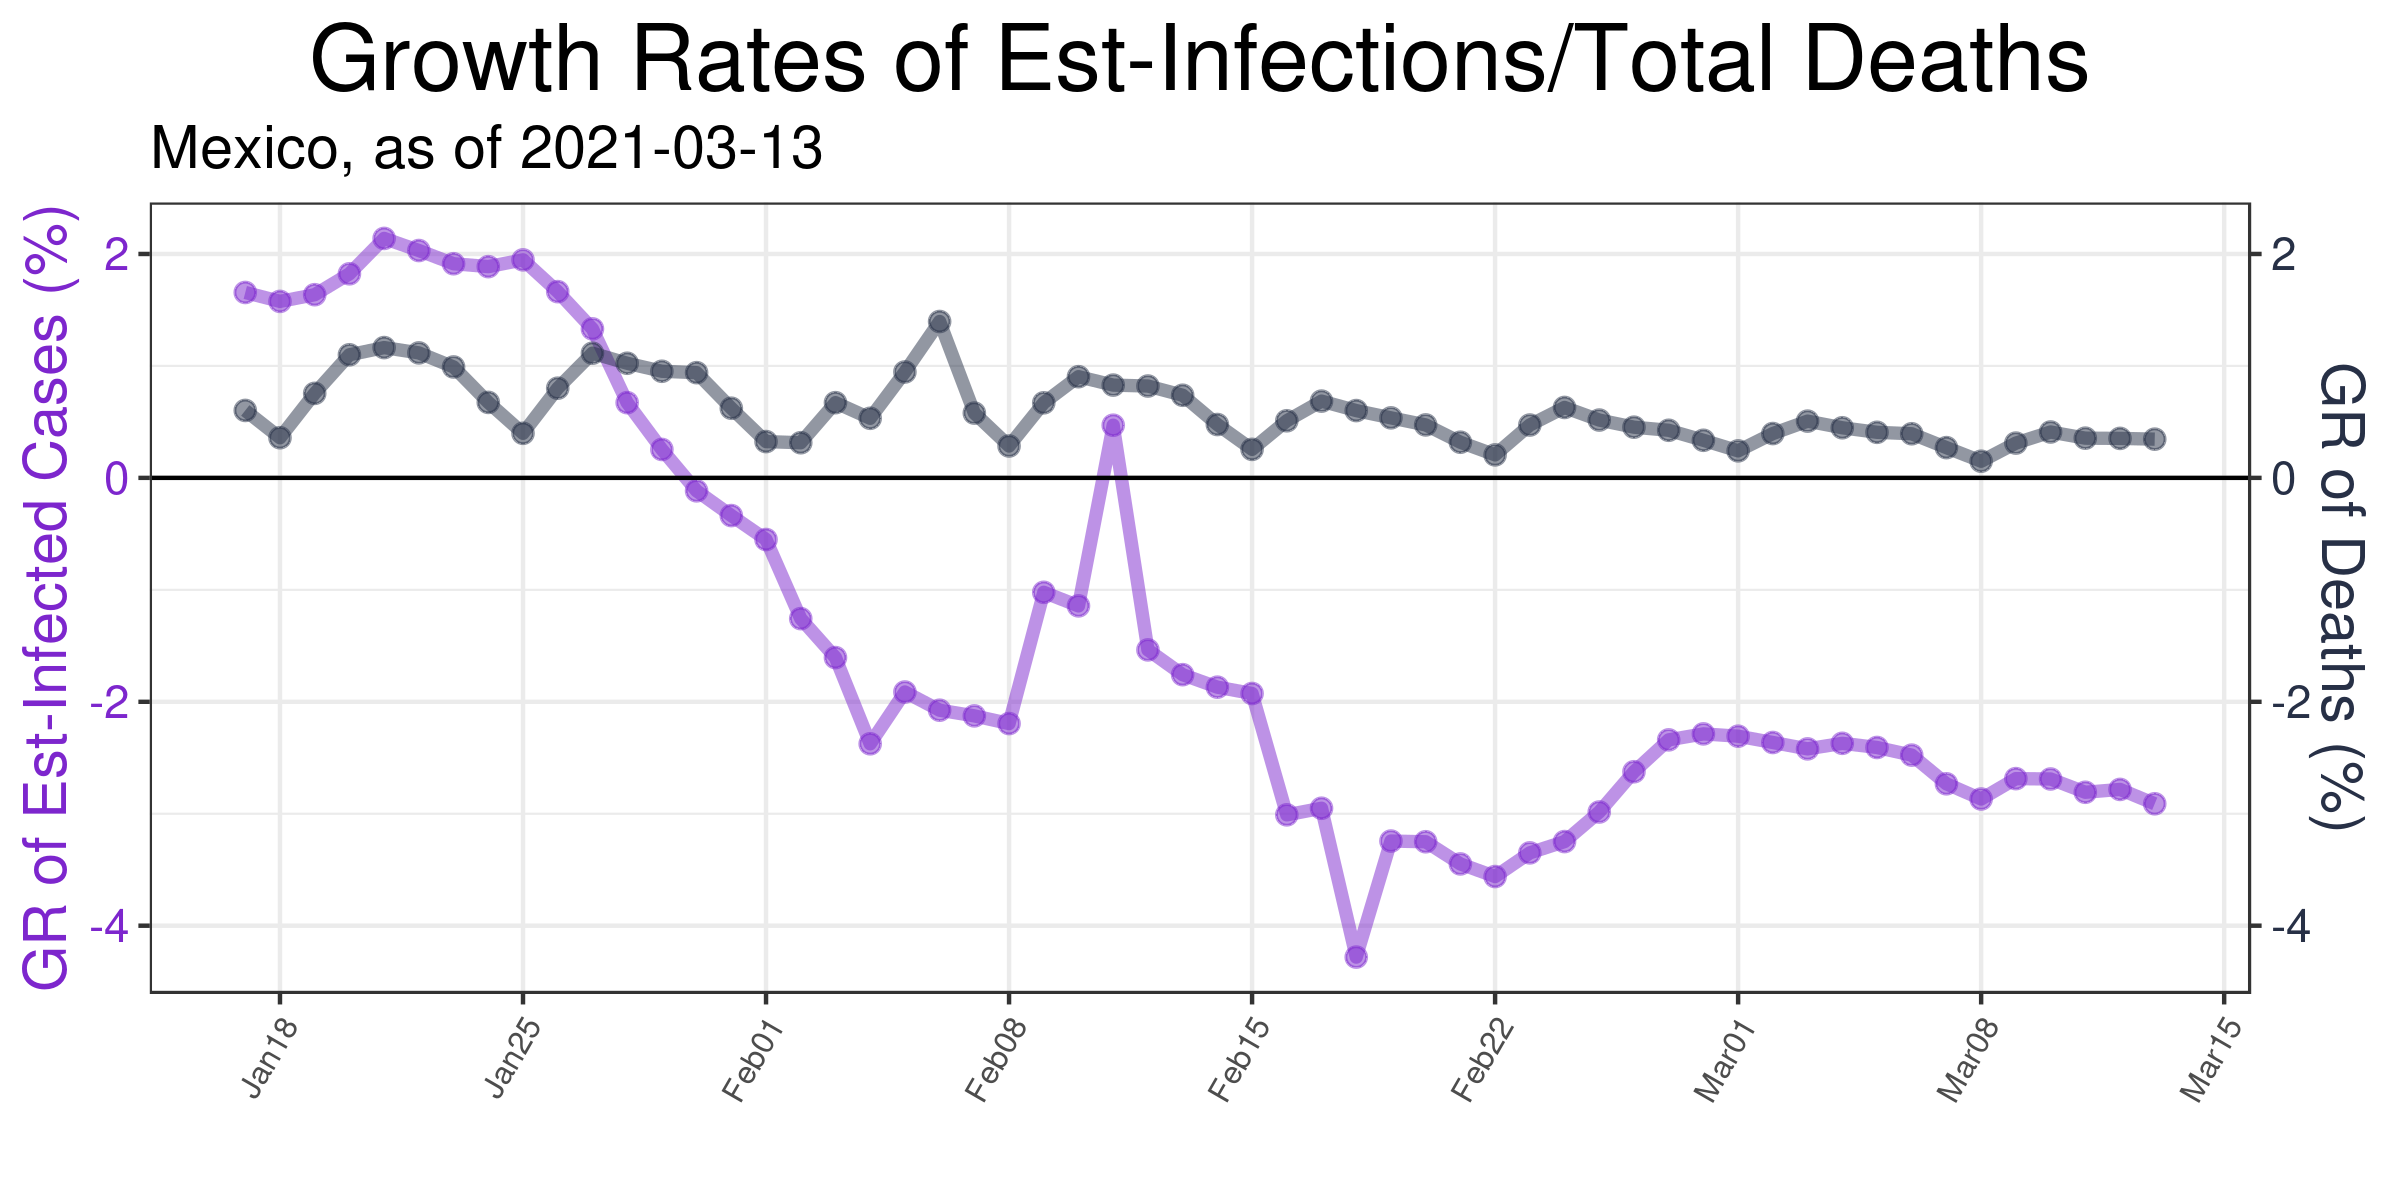 Growth Rates of Est-Infections/Total Deaths
Mexico, as of 2021-03-13
GR of Est-Infected Cases (%)
2
0
-2
-4
2
0
-2
-4
GR of Deaths (%)
Jan18
Jan25
Feb01
Feb08
Feb15
Feb22
Mar01
Mar08
Mar15